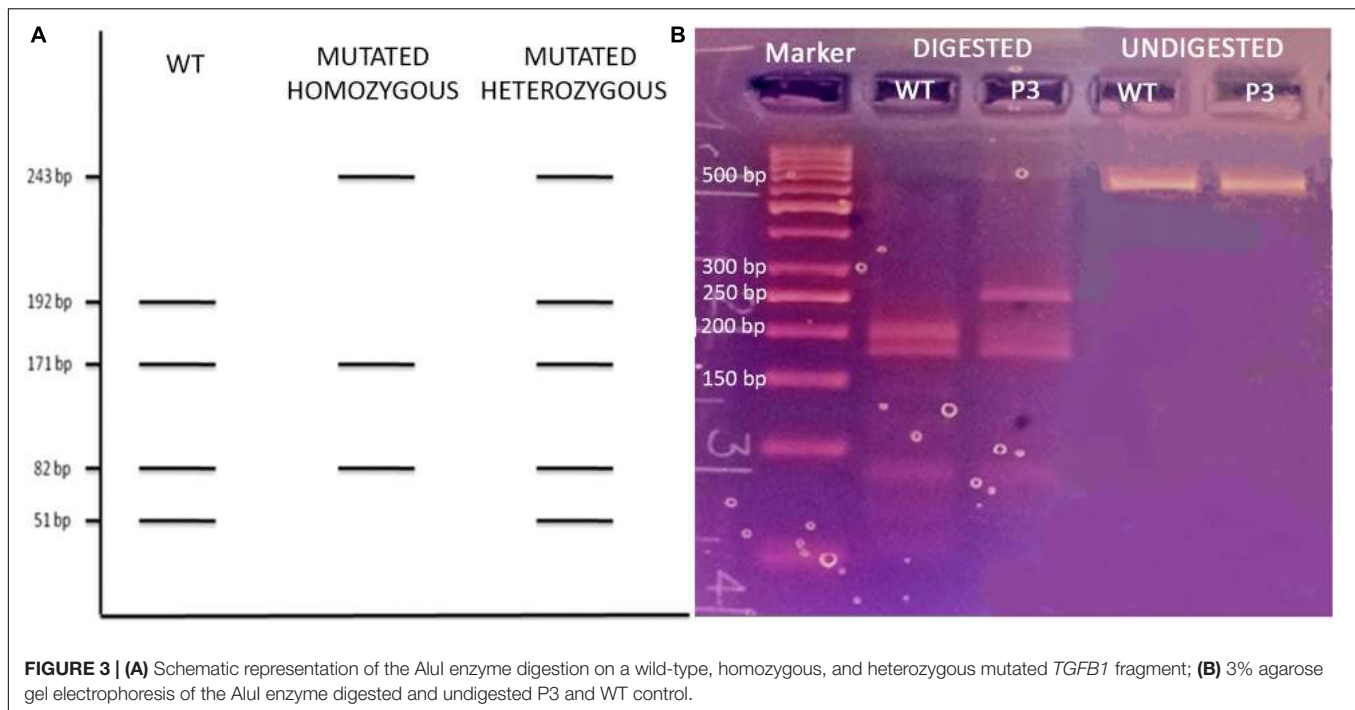 A
WT
MUTATED
HOMOZYGOUS
MUTATED
HETEROZYGOUS
243 bp
192 bp
171 bp
82 bp
51 bp
B
Marker
DIGESTED
UNDIGESTED
WT
P3
WT
P3
500 bp
300 bp
250 bp
200 bp
150 bp
2
3
4
FIGURE 3 | (A) Schematic representation of the AluI enzyme digestion on a wild-type, homozygous, and heterozygous mutated TGFB1 fragment; (B) 3% agarose
gel electrophoresis of the AluI enzyme digested and undigested P3 and WT control.